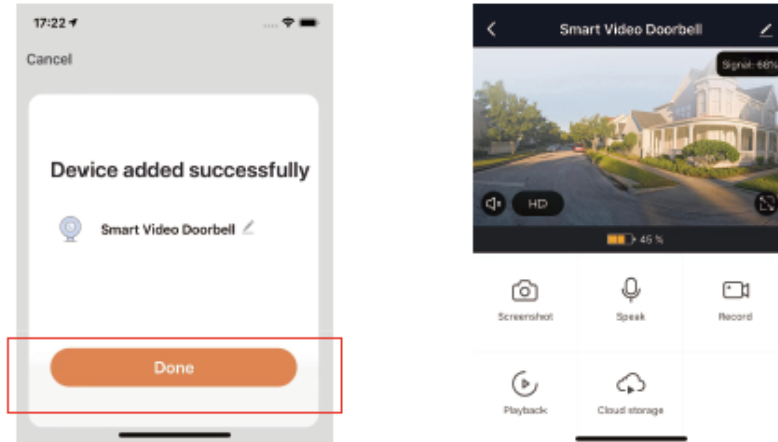 17:22
Cancel
Device added successfully
Smart Video Doorbell
Done
Smart Video Doorbell
Signal: 68%
HD
45 %
Screenshot
Speak
Record
Playback
Cloud storage